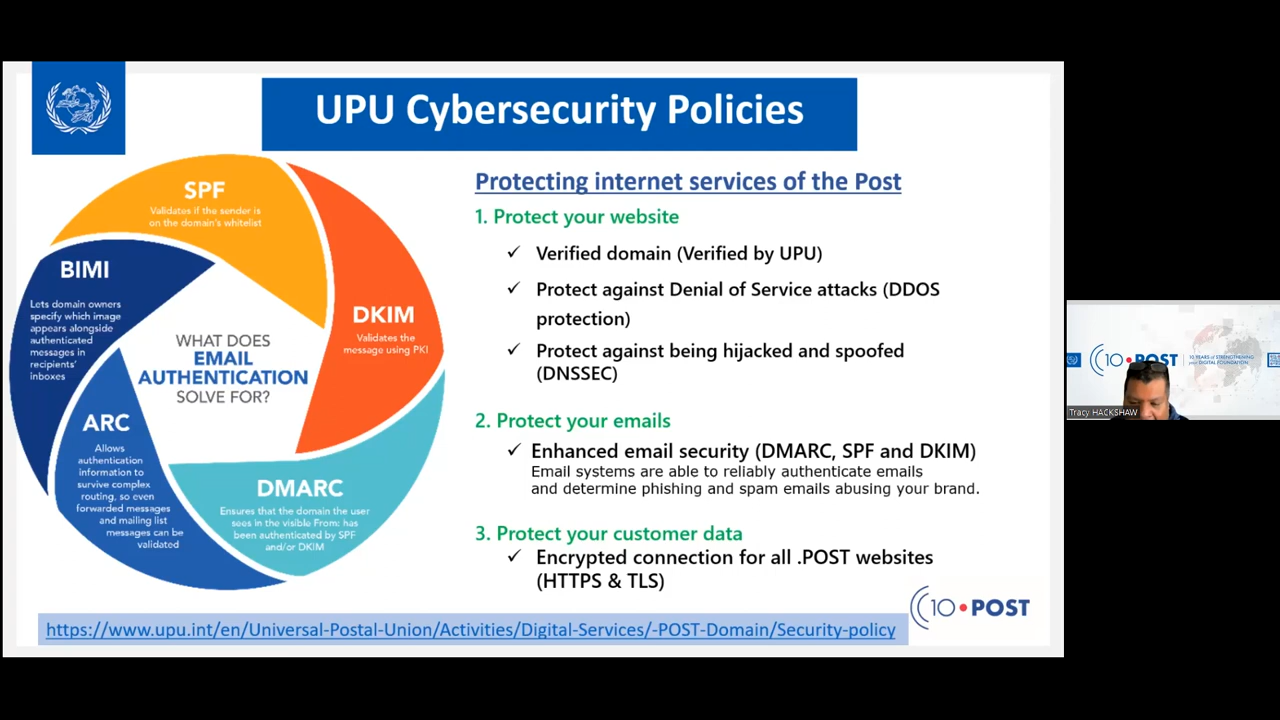 UPU Cybersecurity Policies
SPF
Validates if the sender is
on the domain's whitelist
DKIM
Validates the
message using PKI
BIMI
Lets domain owners
specify which image
appears alongside
authenticated
messages in
recipients'
inboxes
WHAT DOES
EMAIL
AUTHENTICATION
SOLVE FOR?
ARC
Allows
authentication
information to
survive complex
routing, so even
forwarded messages
and mailing list
messages can be
validated
DMARC
Ensures that the domain the user
sees in the visible From: has
been authenticated by SPF
and/or DKIM
Protecting internet services of the Post
1. Protect your website
✓ Verified domain (Verified by UPU)
✓ Protect against Denial of Service attacks (DDOS
protection)
✓ Protect against being hijacked and spoofed
(DNSSEC)
2. Protect your emails
✓ Enhanced email security (DMARC, SPF and DKIM)
Email systems are able to reliably authenticate emails
and determine phishing and spam emails abusing your brand.
3. Protect your customer data
✓ Encrypted connection for all .POST websites
(HTTPS & TLS)
10 •POST
https://www.upu.int/en/Universal-Postal-Union/Activities/Digital-Services/-POST-Domain/Security-policy
10 •POST
10 YEARS OF STRENGTHENING
DIGITAL FOUNDATION
Tracy HACKSHAW